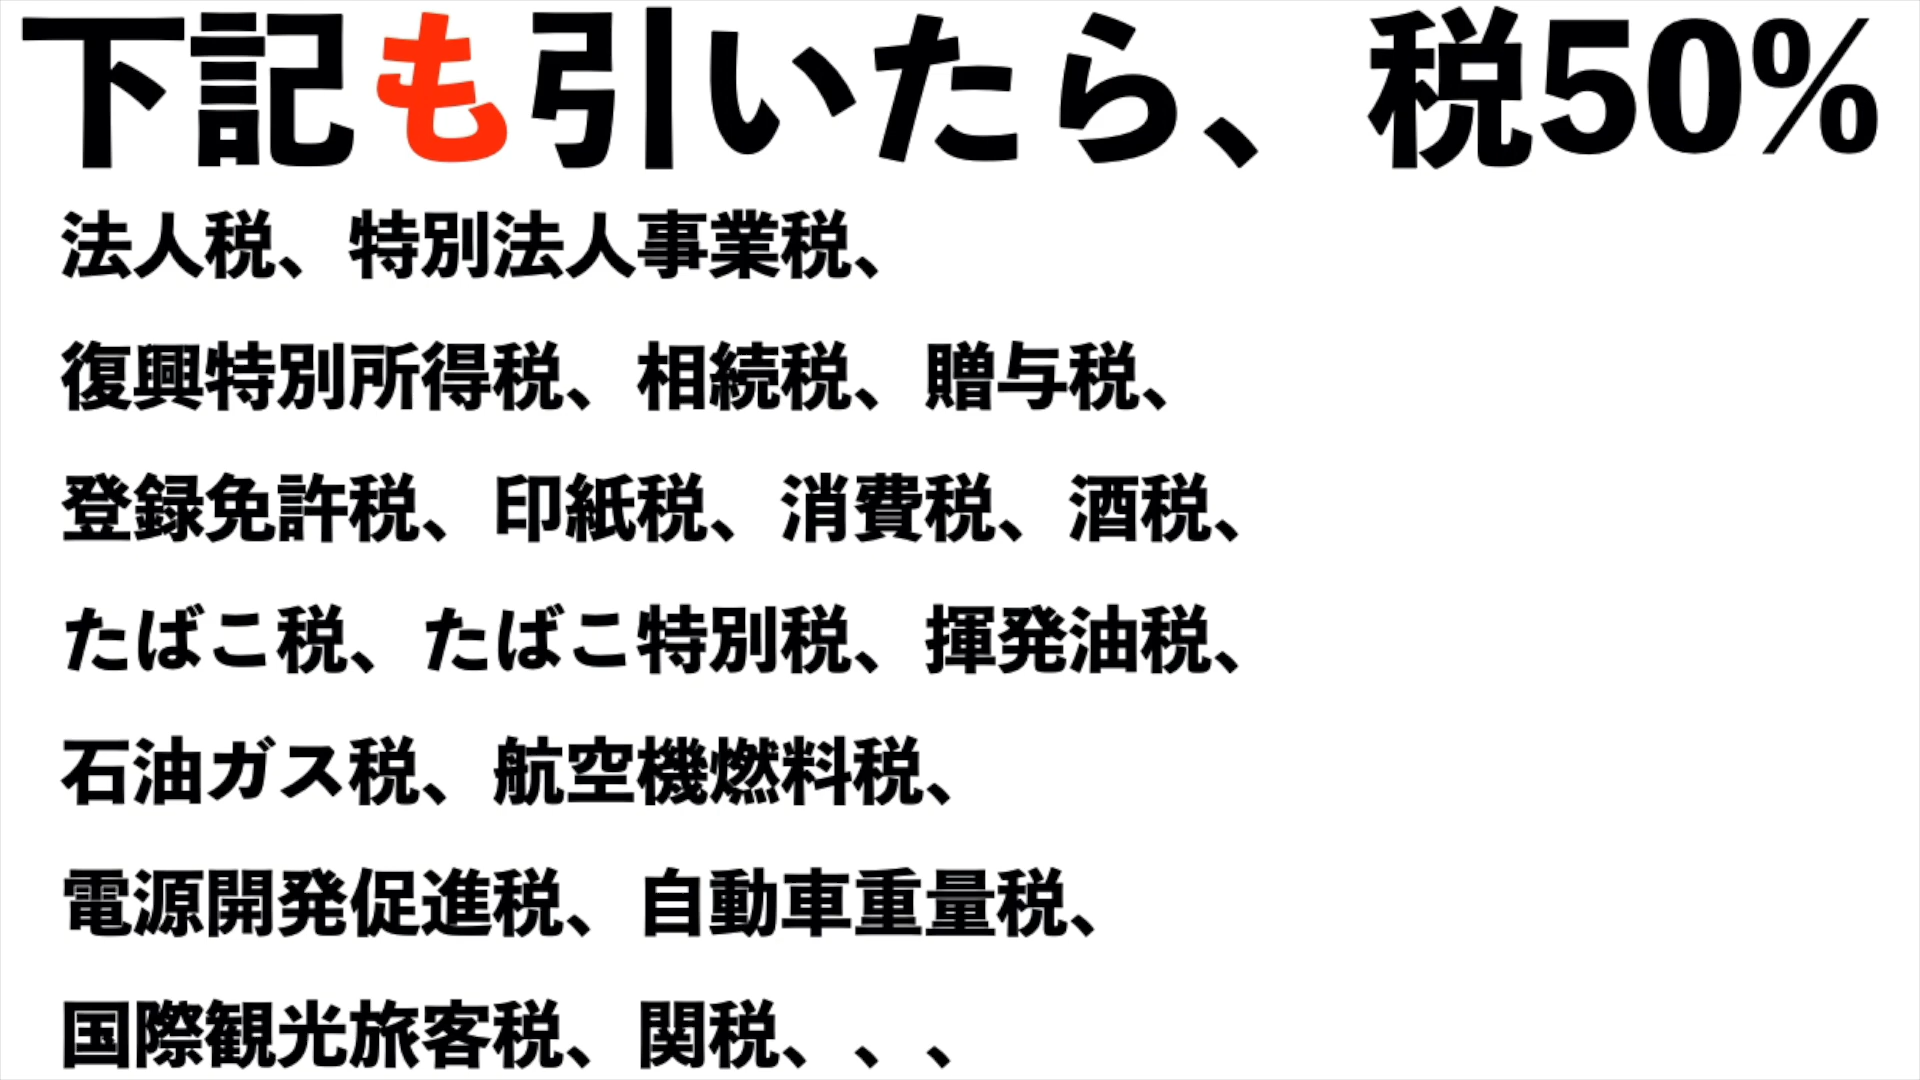 下記も引いたら、税50%
法人税、特別法人事業税、
復興特別所得税、相続税、贈与税、
登録免許税、印紙税、消費税、酒税、
たばこ税、たばこ特別税、揮発油税、
石油ガス税、航空機燃料税、
電源開発促進税、自動車重量税、
国際観光旅客税、関税、、、